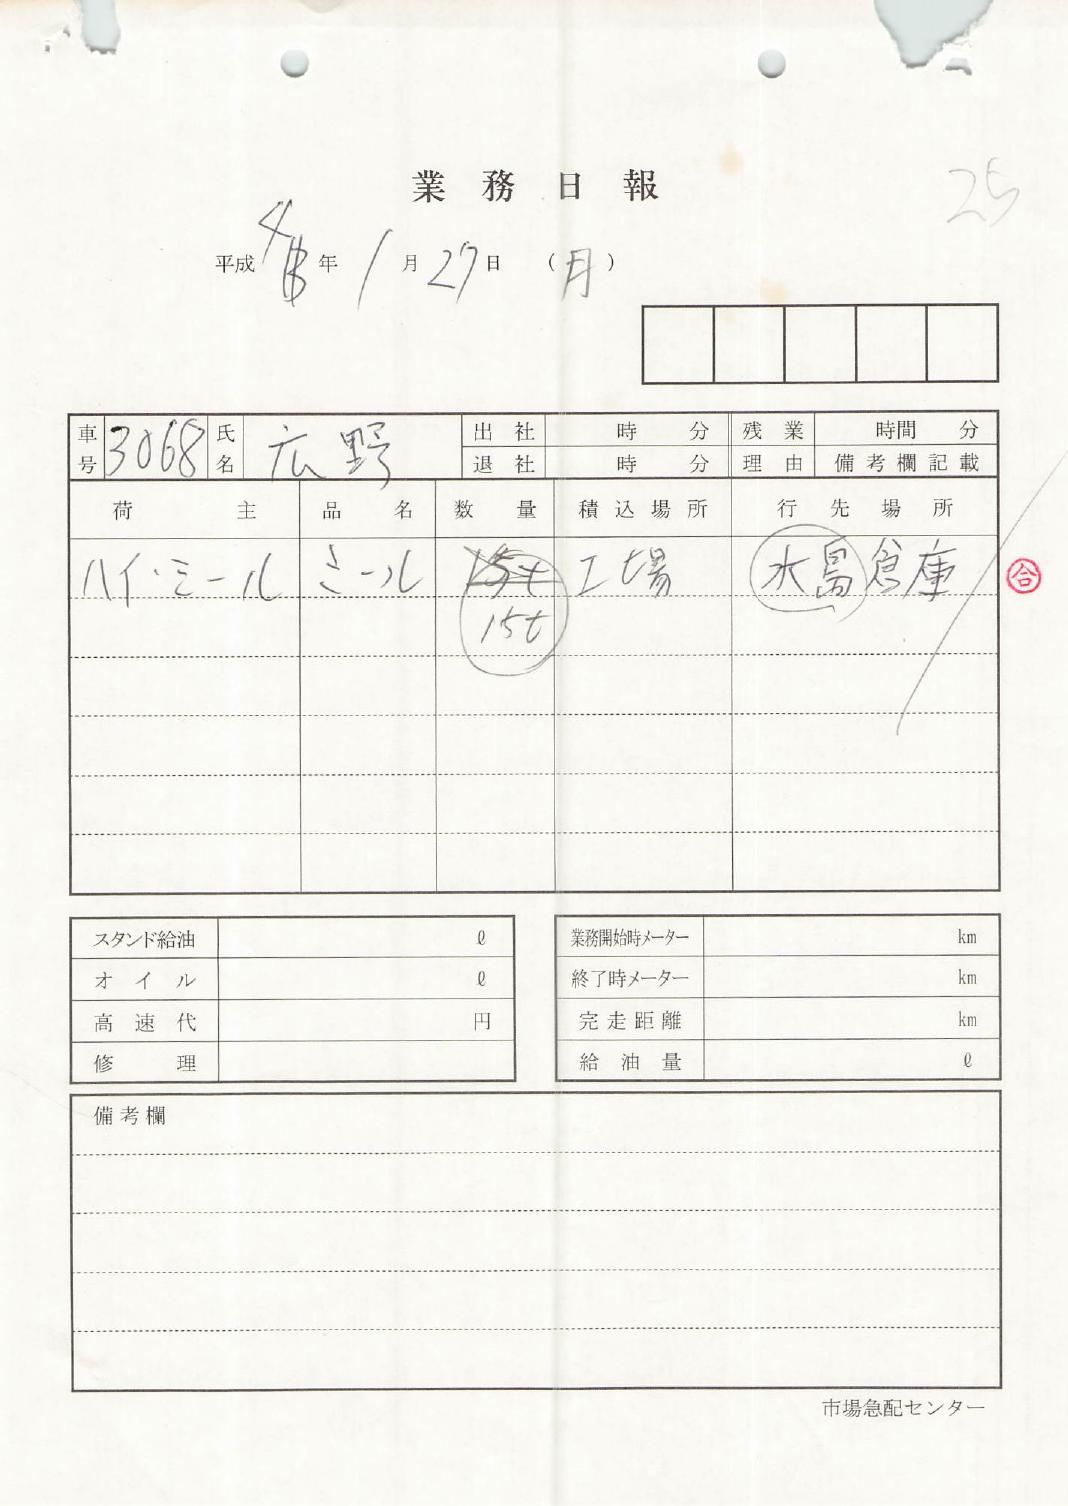 業務日報
25
平成 4 年 1 月 27 日 (月)
車号 3068 氏名 広野 出社 時 分 残業 時間 分
退社 時 分 理由 備考欄記載
荷主 品名 数量 積込場所 行先場所
ハイ・ミール ミール 15t 工場 水島倉庫 合
15t
スタンド給油 ℓ 業務開始時メーター km
オイル ℓ 終了時メーター km
高速代 円 完走距離 km
修理 給油量 ℓ
備考欄
市場急配センター